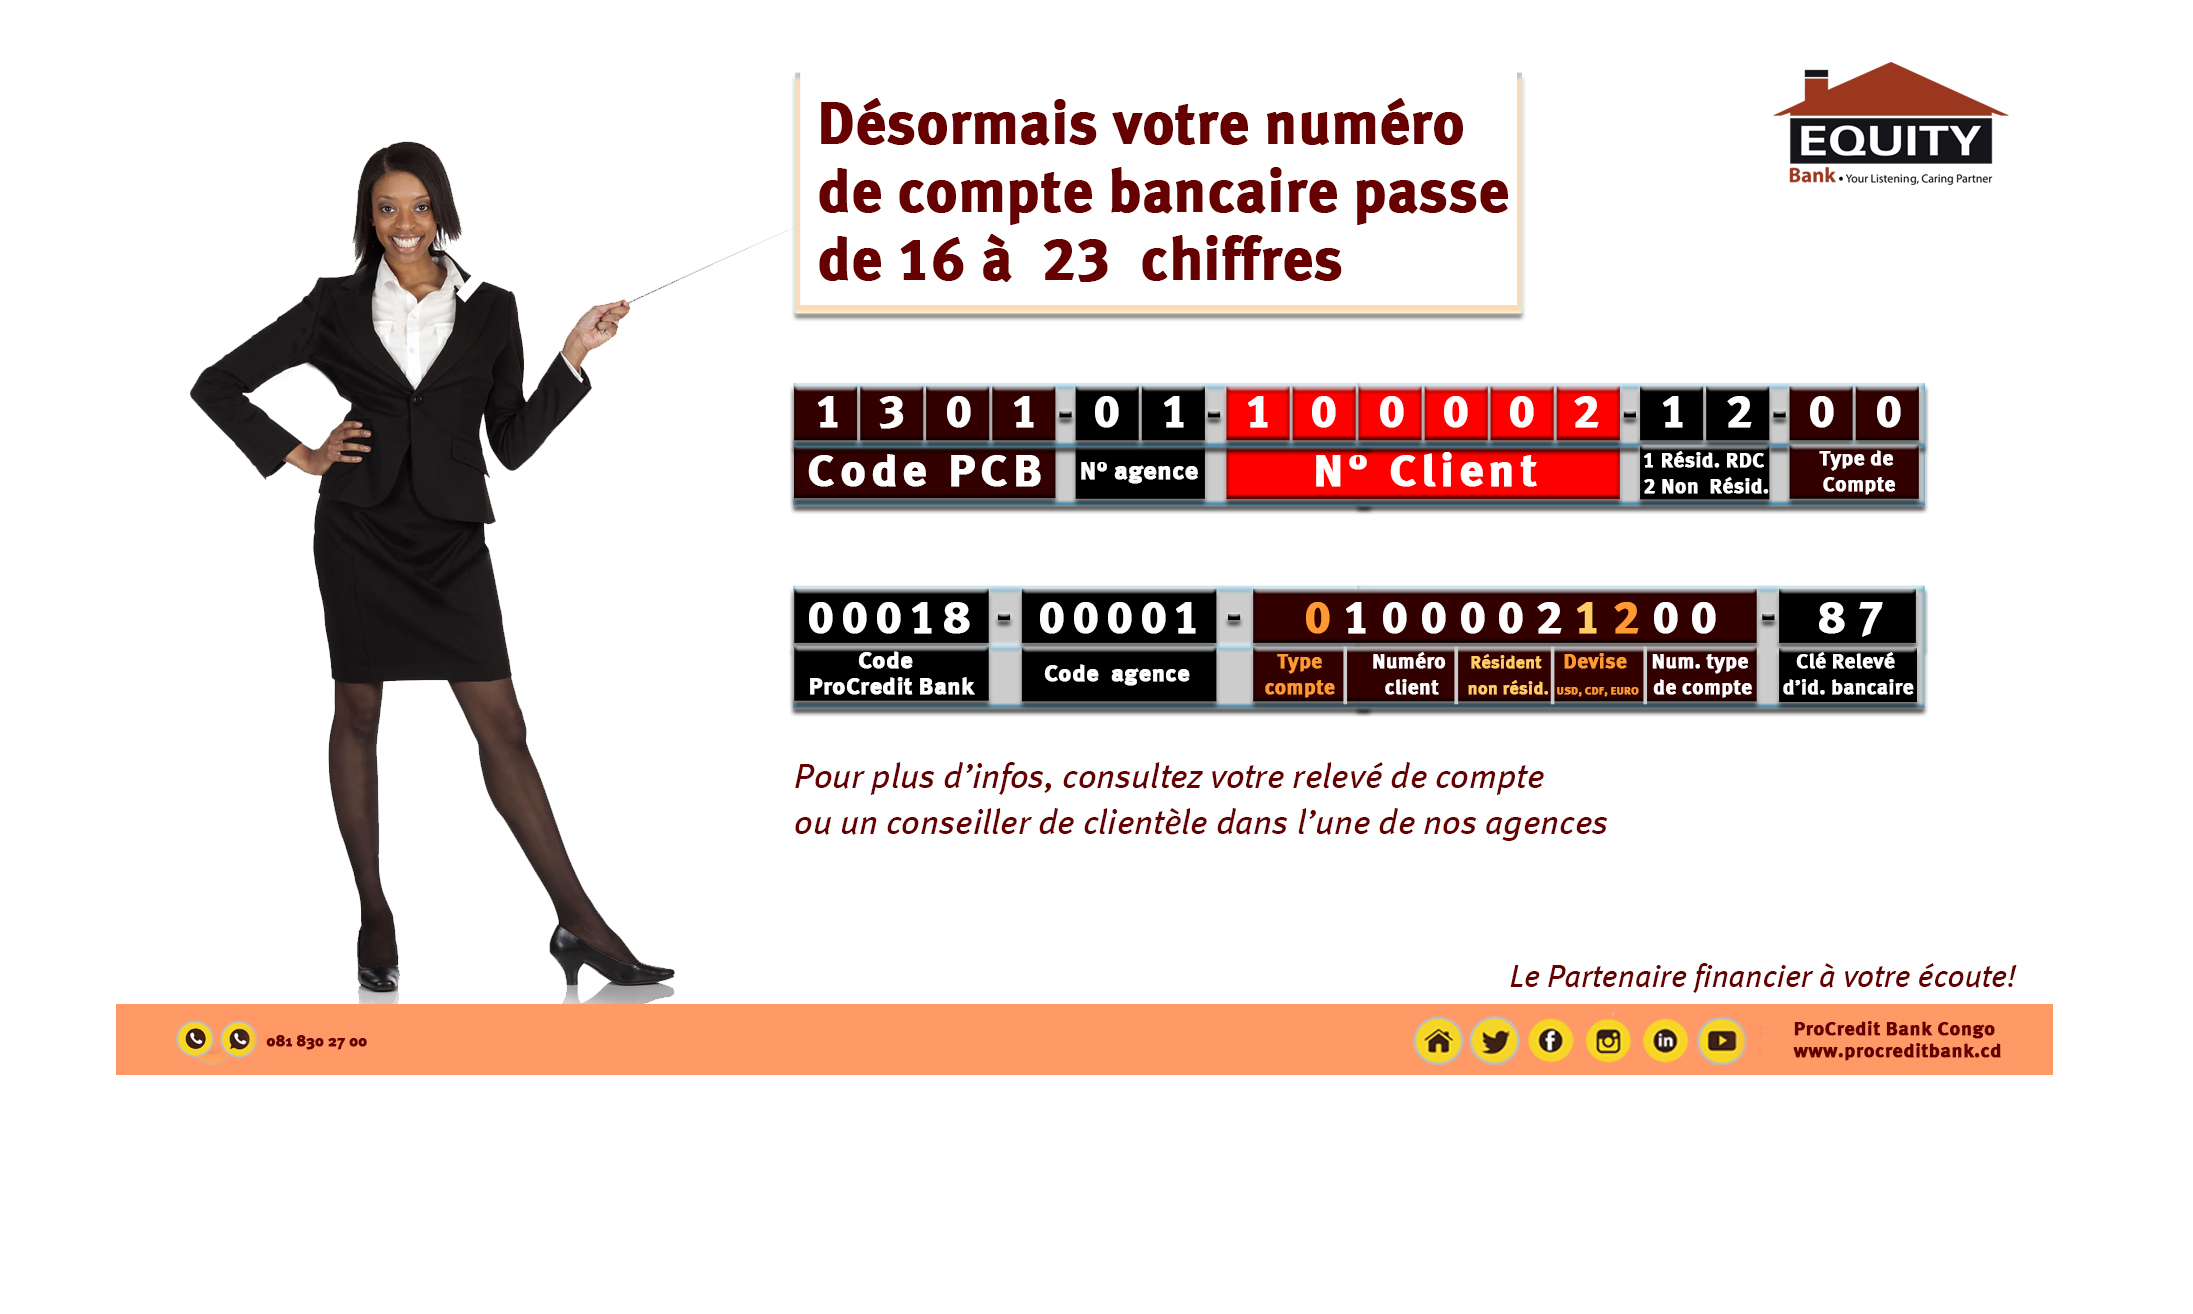 Désormais votre numéro
de compte bancaire passe
de 16 à 23 chiffres
EQUITY
Bank • Your Listening, Caring Partner
1 3 0 1 - 0 1 - 1 0 0 0 0 2 - 1 2 - 0 0
Code PCB
Nº agence
Nº Client
1 Résid. RDC
2 Non Résid.
Type de
Compte
00018 - 00001 - 01000021200 - 87
Code
ProCredit Bank
Code agence
Type
compte
Numéro
client
Résident
non résid.
Devise
USD, CDF, EURO
Num. type
de compte
Clé Relevé
d’id. bancaire
Pour plus d’infos, consultez votre relevé de compte
ou un conseiller de clientèle dans l’une de nos agences
Le Partenaire financier à votre écoute!
081 830 27 00
in
ProCredit Bank Congo
www.procreditbank.cd